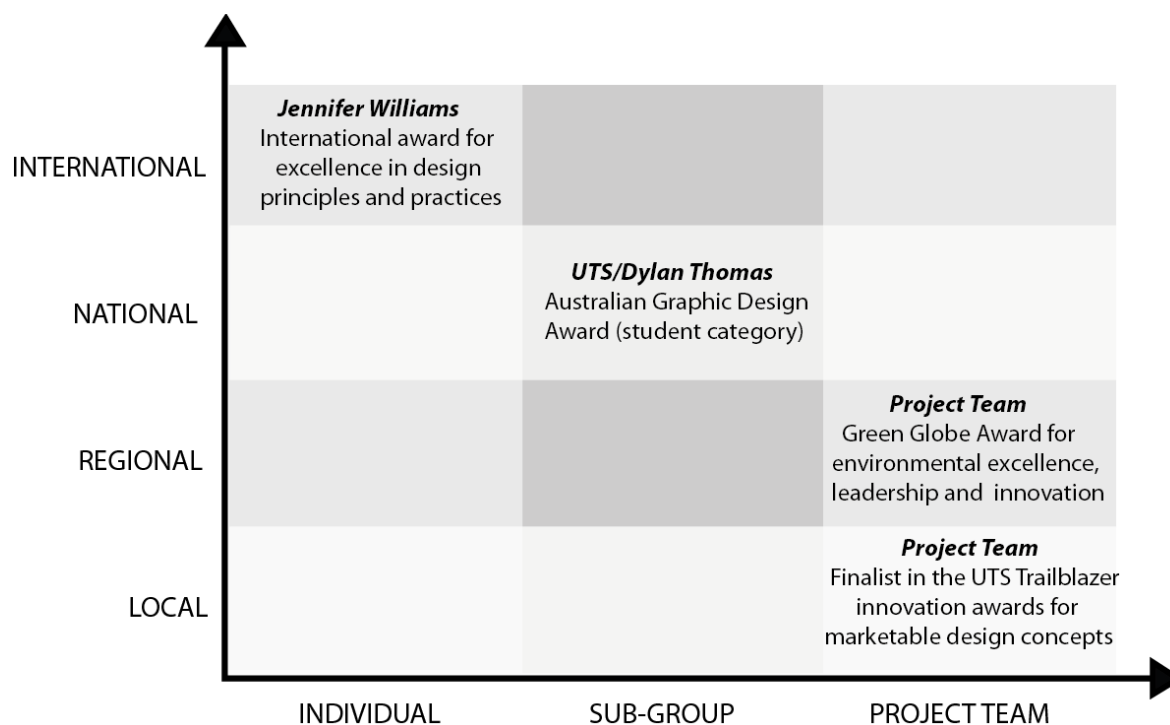 INTERNATIONAL
Jennifer Williams
International award for
excellence in design
principles and practices
NATIONAL
UTS/Dylan Thomas
Australian Graphic Design
Award (student category)
REGIONAL
Project Team
Green Globe Award for
environmental excellence,
leadership and innovation
LOCAL
Project Team
Finalist in the UTS Trailblazer
innovation awards for
marketable design concepts
INDIVIDUAL
SUB-GROUP
PROJECT TEAM